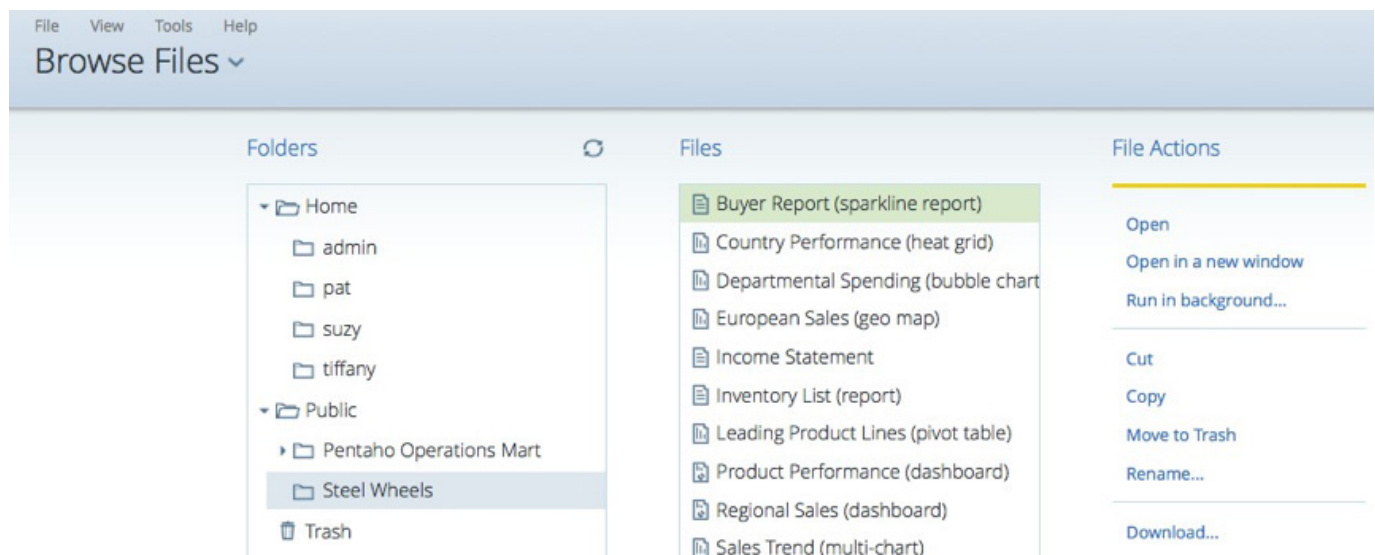 File View Tools Help
Browse Files
Folders
Home
admin
pat
suzy
tiffany
Public
Pentaho Operations Mart
Steel Wheels
Trash
Files
Buyer Report (sparkline report)
Country Performance (heat grid)
Departmental Spending (bubble chart
European Sales (geo map)
Income Statement
Inventory List (report)
Leading Product Lines (pivot table)
Product Performance (dashboard)
Regional Sales (dashboard)
Sales Trend (multi-chart)
File Actions
Open
Open in a new window
Run in background...
Cut
Copy
Move to Trash
Rename...
Download...